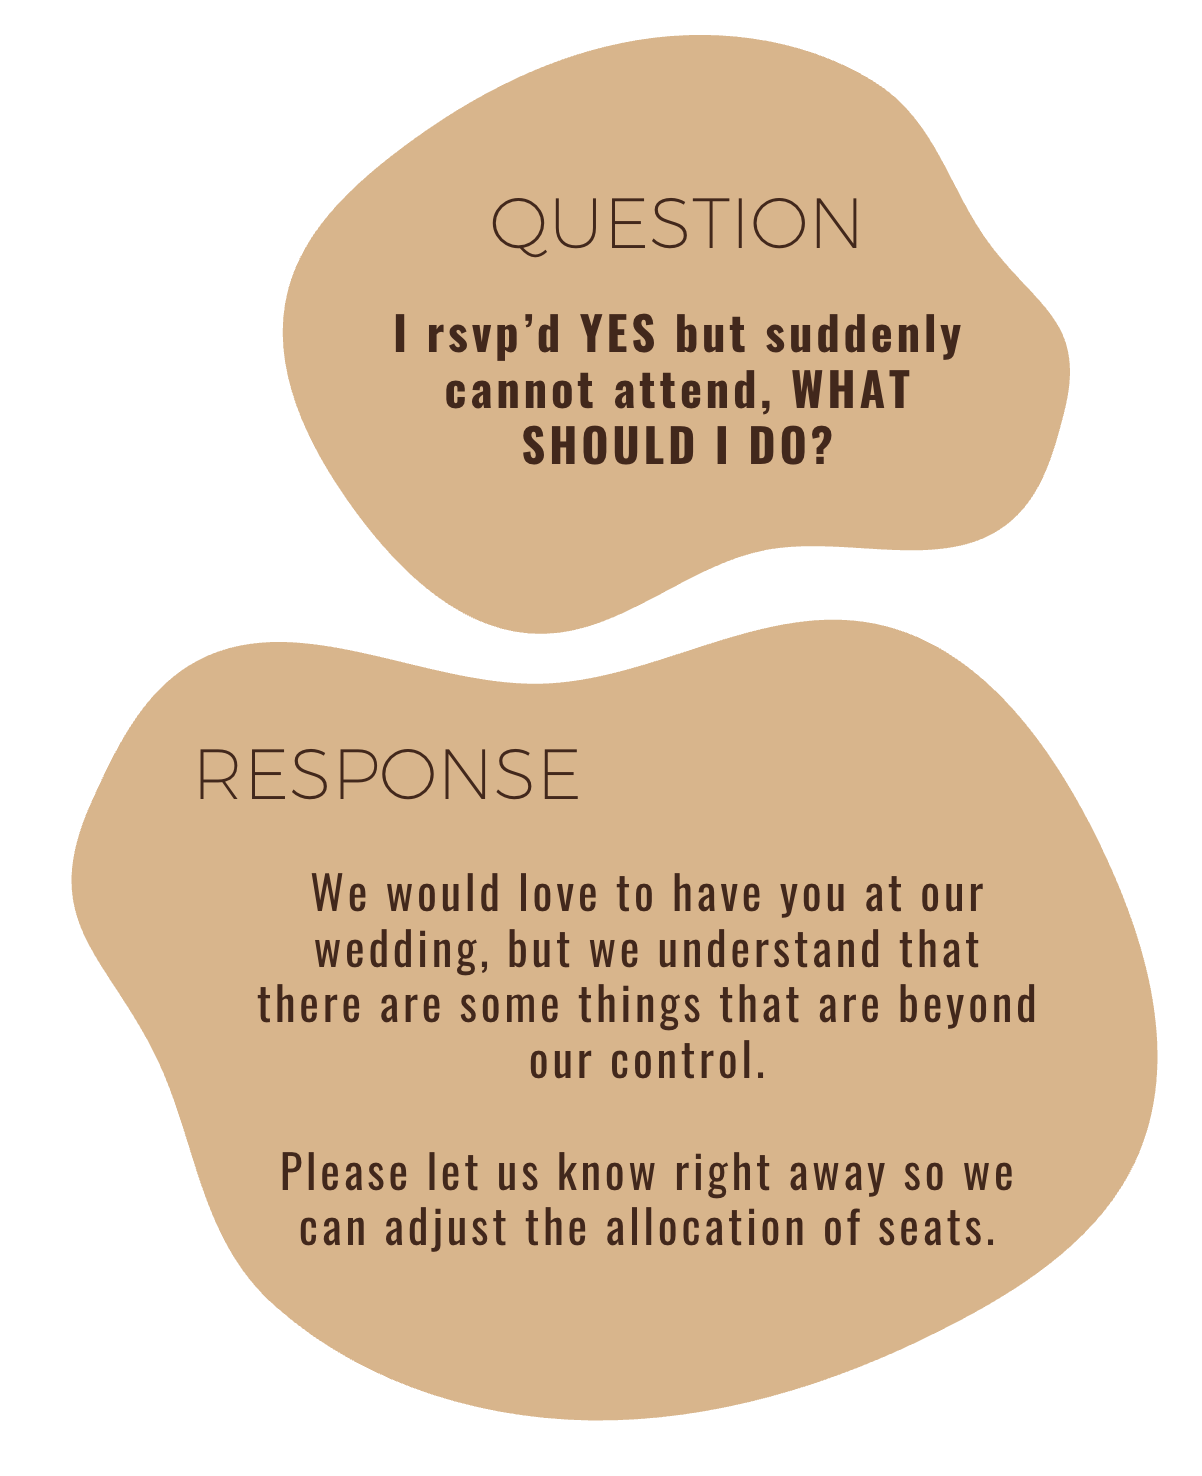 QUESTION
I rsvp’d YES but suddenly
cannot attend, WHAT
SHOULD I DO?
RESPONSE
We would love to have you at our
wedding, but we understand that
there are some things that are beyond
our control.
Please let us know right away so we
can adjust the allocation of seats.